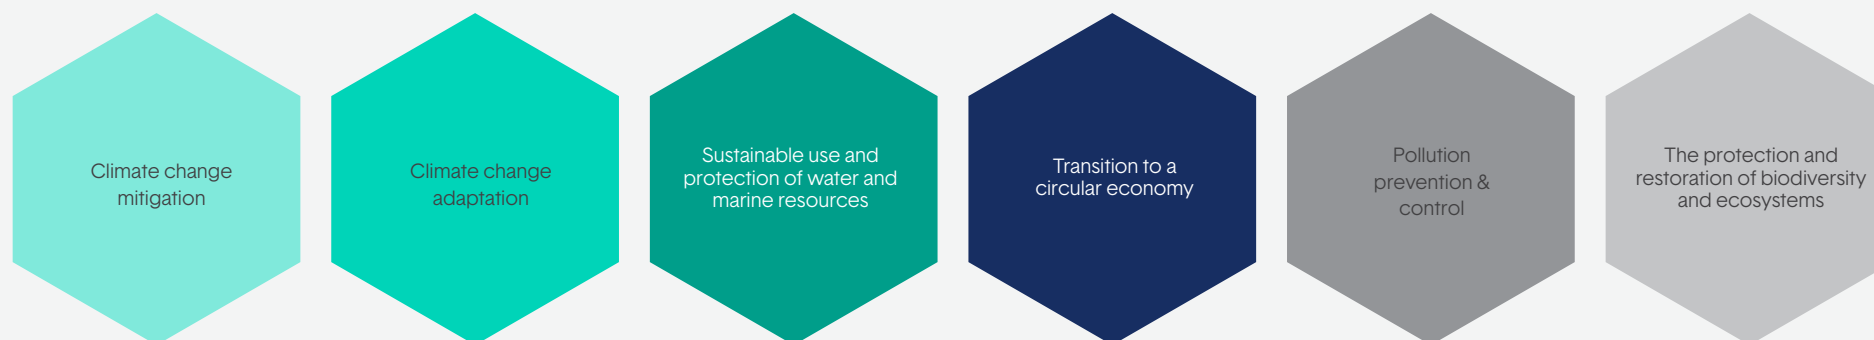 Climate change
mitigation
Climate change
adaptation
Sustainable use and
protection of water and
marine resources
Transition to a
circular economy
Pollution
prevention &
control
The protection and
restoration of biodiversity
and ecosystems